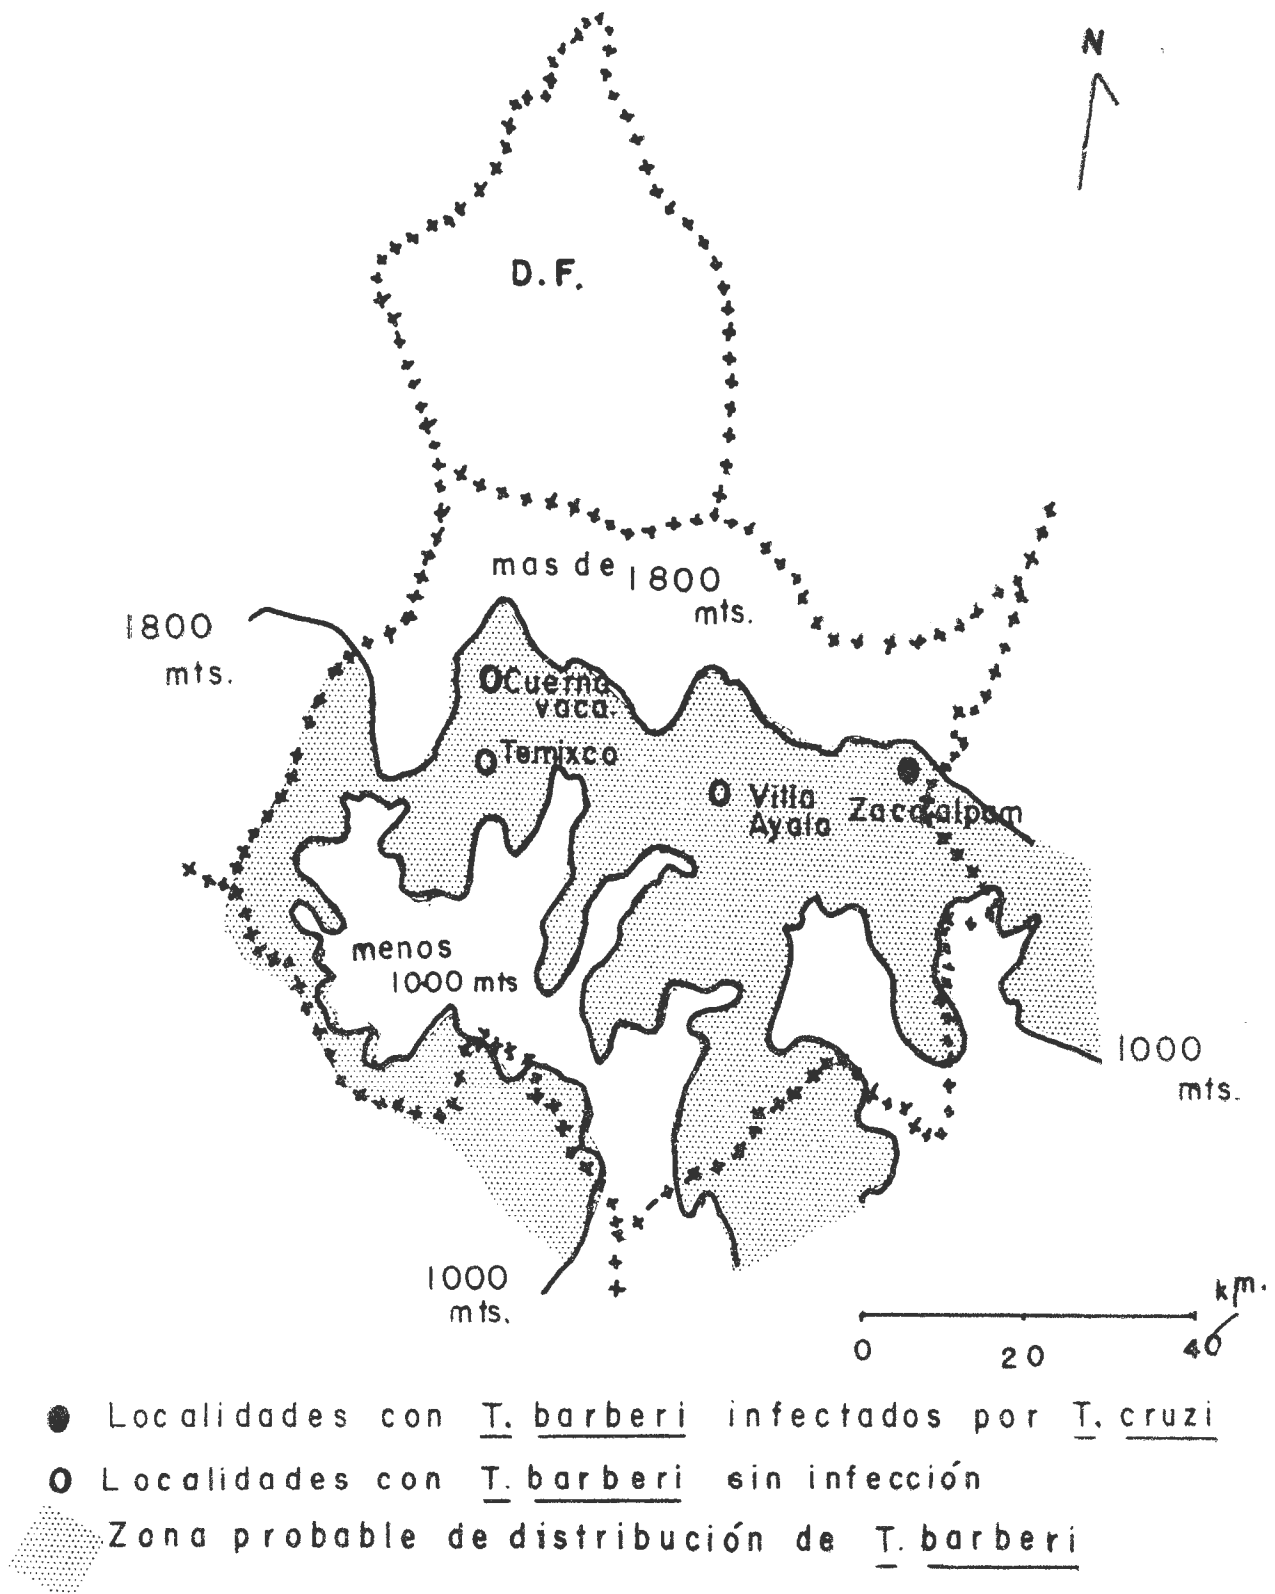 N
D.F.
mas de 1800
mts.
1800
mts.
Cuerna
vaca.
Temixco
Villa
Ayala
Zacatalpam
menos
1000 mts
1000
mts.
1000
mts.
km.
0 20 40
Localidades con T. barberi infectados por T. cruzi
Localidades con T. barberi sin infección
Zona probable de distribución de T. barberi